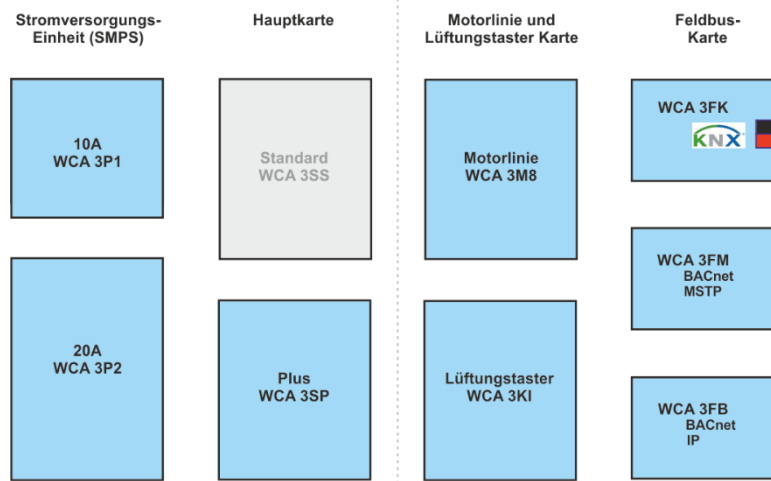 Stromversorgungs-
Einheit (SMPS)
10A
WCA 3P1
20A
WCA 3P2
Hauptkarte
Standard
WCA 3SS
Plus
WCA 3SP
Motorlinie und
Lüftungstaster Karte
Motorlinie
WCA 3M8
Lüftungstaster
WCA 3KI
Feldbus-
Karte
WCA 3FK
KNX
WCA 3FM
BACnet
MSTP
WCA 3FB
BACnet
IP